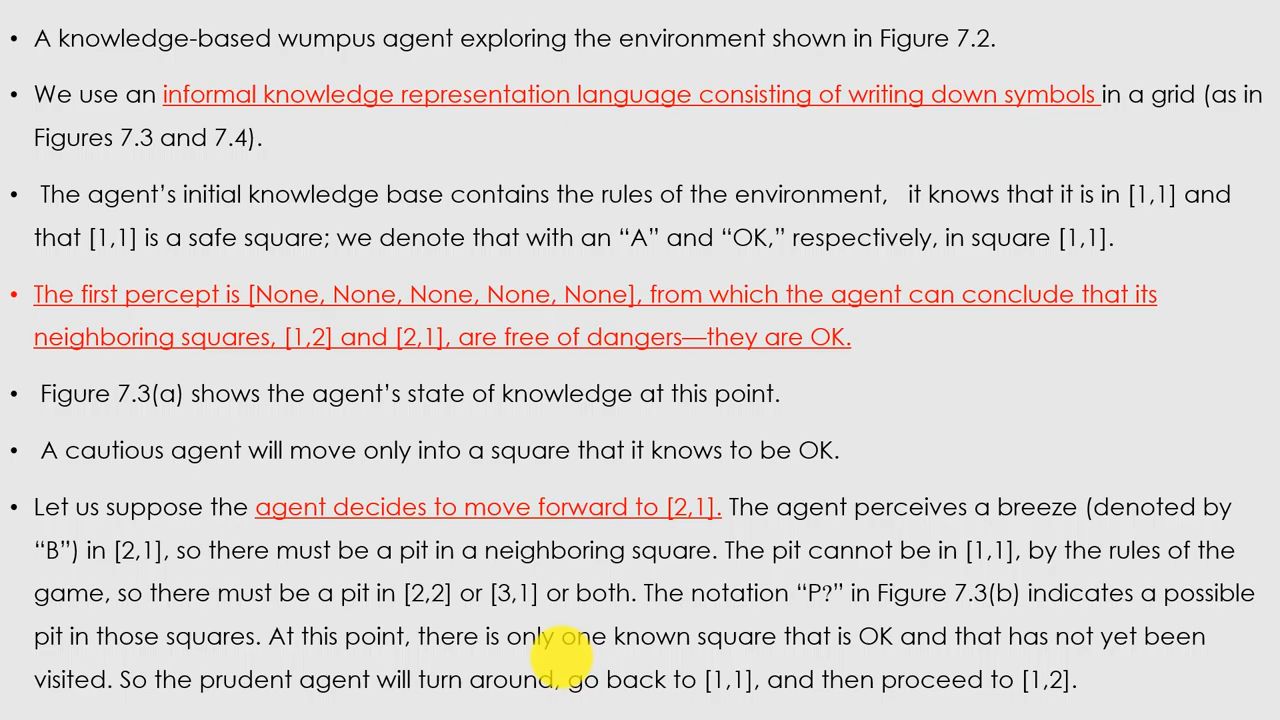 • A knowledge-based wumpus agent exploring the environment shown in Figure 7.2.
• We use an informal knowledge representation language consisting of writing down symbols in a grid (as in
Figures 7.3 and 7.4).
• The agent’s initial knowledge base contains the rules of the environment, it knows that it is in [1,1] and
that [1,1] is a safe square; we denote that with an “A” and “OK,” respectively, in square [1,1].
• The first percept is [None, None, None, None, None], from which the agent can conclude that its
neighboring squares, [1,2] and [2,1], are free of dangers—they are OK.
• Figure 7.3(a) shows the agent’s state of knowledge at this point.
• A cautious agent will move only into a square that it knows to be OK.
• Let us suppose the agent decides to move forward to [2,1]. The agent perceives a breeze (denoted by
“B”) in [2,1], so there must be a pit in a neighboring square. The pit cannot be in [1,1], by the rules of the
game, so there must be a pit in [2,2] or [3,1] or both. The notation “P?” in Figure 7.3(b) indicates a possible
pit in those squares. At this point, there is only one known square that is OK and that has not yet been
visited. So the prudent agent will turn around, go back to [1,1], and then proceed to [1,2].